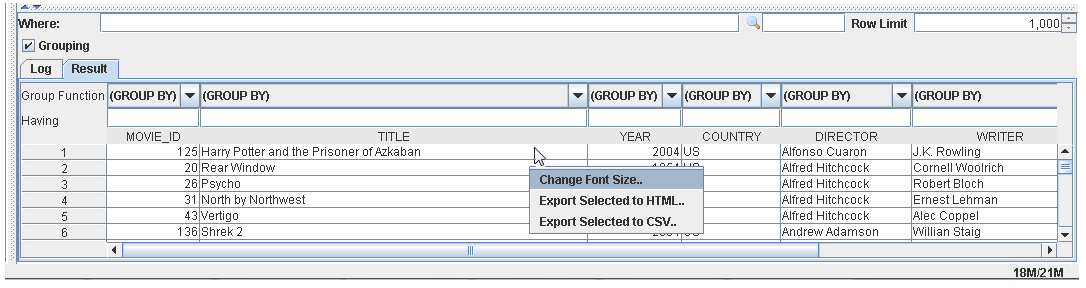 Where: Row Limit 1,000
Grouping
Log Result
Group Function (GROUP BY) (GROUP BY) (GROUP BY) (GROUP BY) (GROUP BY) (GROUP BY)
Having
MOVIE_ID TITLE YEAR COUNTRY DIRECTOR WRITER
1 125 Harry Potter and the Prisoner of Azkaban 2004 US Alfonso Cuaron J.K. Rowling
2 20 Rear Window Alfred Hitchcock Cornell Woolrich
Change Font Size..
3 26 Psycho Alfred Hitchcock Robert Bloch
Export Selected to HTML..
4 31 North by Northwest Alfred Hitchcock Ernest Lehman
5 43 Vertigo Alfred Hitchcock Alec Coppel
Export Selected to CSV..
6 136 Shrek 2 Andrew Adamson Willian Staig
18M/21M